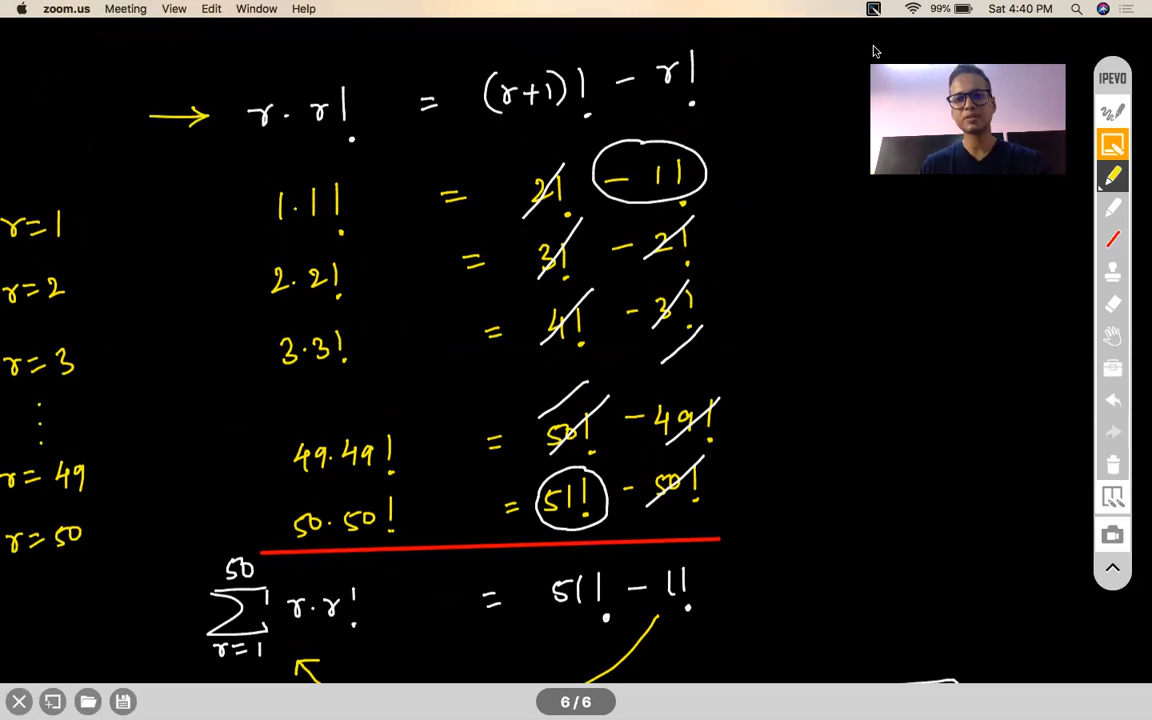 zoom.us Meeting View Edit Window Help 99% Sat 4:40 PM
IPEVO
r. r! = (r+1)! - r!
r=1 1.1! = 2! - 1!
r=2 2.2! = 3! - 2!
r=3 3.3! = 4! - 3!
⋮
r=49 49.49! = 50! - 49!
r=50 50.50! = 51! - 50!
50
∑ r.r! = 51! - 1!
r=1
6/6